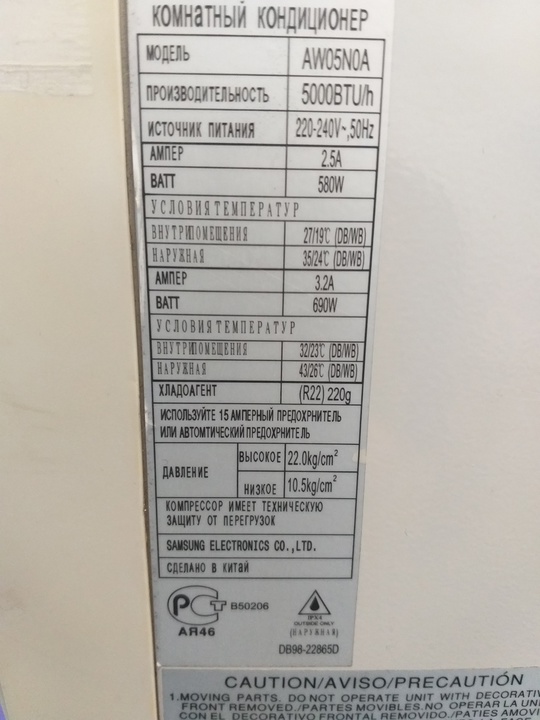 КОМНАТНЫЙ КОНДИЦИОНЕР
МОДЕЛЬ AW05N0A
ПРОИЗВОДИТЕЛЬНОСТЬ 5000BTU/h
ИСТОЧНИК ПИТАНИЯ 220-240V~,50Hz
АМПЕР 2.5A
ВАТТ 580W
УСЛОВИЯ ТЕМПЕРАТУР
ВНУТРИПОМЕЩЕНИЯ 27/19℃ (DB/WB)
НАРУЖНАЯ 35/24℃ (DB/WB)
АМПЕР 3.2A
ВАТТ 690W
УСЛОВИЯ ТЕМПЕРАТУР
ВНУТРИПОМЕЩЕНИЯ 32/23℃ (DB/WB)
НАРУЖНАЯ 43/26℃ (DB/WB)
ХЛАДОАГЕНТ (R22) 220g
ИСПОЛЬЗУЙТЕ 15 АМПЕРНЫЙ ПРЕДОХРНИТЕЛЬ
ИЛИ АВТОМТИЧЕСКИЙ ПРЕДОХРНИТЕЛЬ
ДАВЛЕНИЕ
ВЫСОКОЕ 22.0kg/cm²
НИЗКОЕ 10.5kg/cm²
КОМПРЕССОР ИМЕЕТ ТЕХНИЧЕСКУЮ
ЗАЩИТУ ОТ ПЕРЕГРУЗОК
SAMSUNG ELECTRONICS CO.,LTD.
СДЕЛАНО В КИТАЙ
РСТ B50206
АЯ46
IPX4
OUTSIDE ONLY
(НАРУЖНАЯ)
DB98-22865D
CAUTION/AVISO/PRECAUCIÓN
1.MOVING PARTS. DO NOT OPERATE UNIT WITH DECORATIV
FRONT REMOVED./PARTES MOVIBLES.NO OPERAR LA UN
CON EL DECORATIVO FRONTAL REMOVIDO./PATIES AMOVI